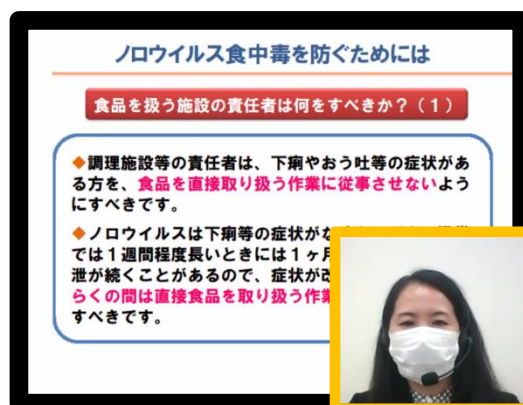 ノロウイルス食中毒を防ぐためには
食品を扱う施設の責任者は何をすべきか？（１）
◆調理施設等の責任者は、下痢やおう吐等の症状があ
る方を、食品を直接取り扱う作業に従事させないよう
にすべきです。
◆ノロウイルスは下痢等の症状が
では１週間程度長いときには１ヶ月
泄が続くことがあるので、症状が
らくの間は直接食品を取り扱う作業
すべきです。